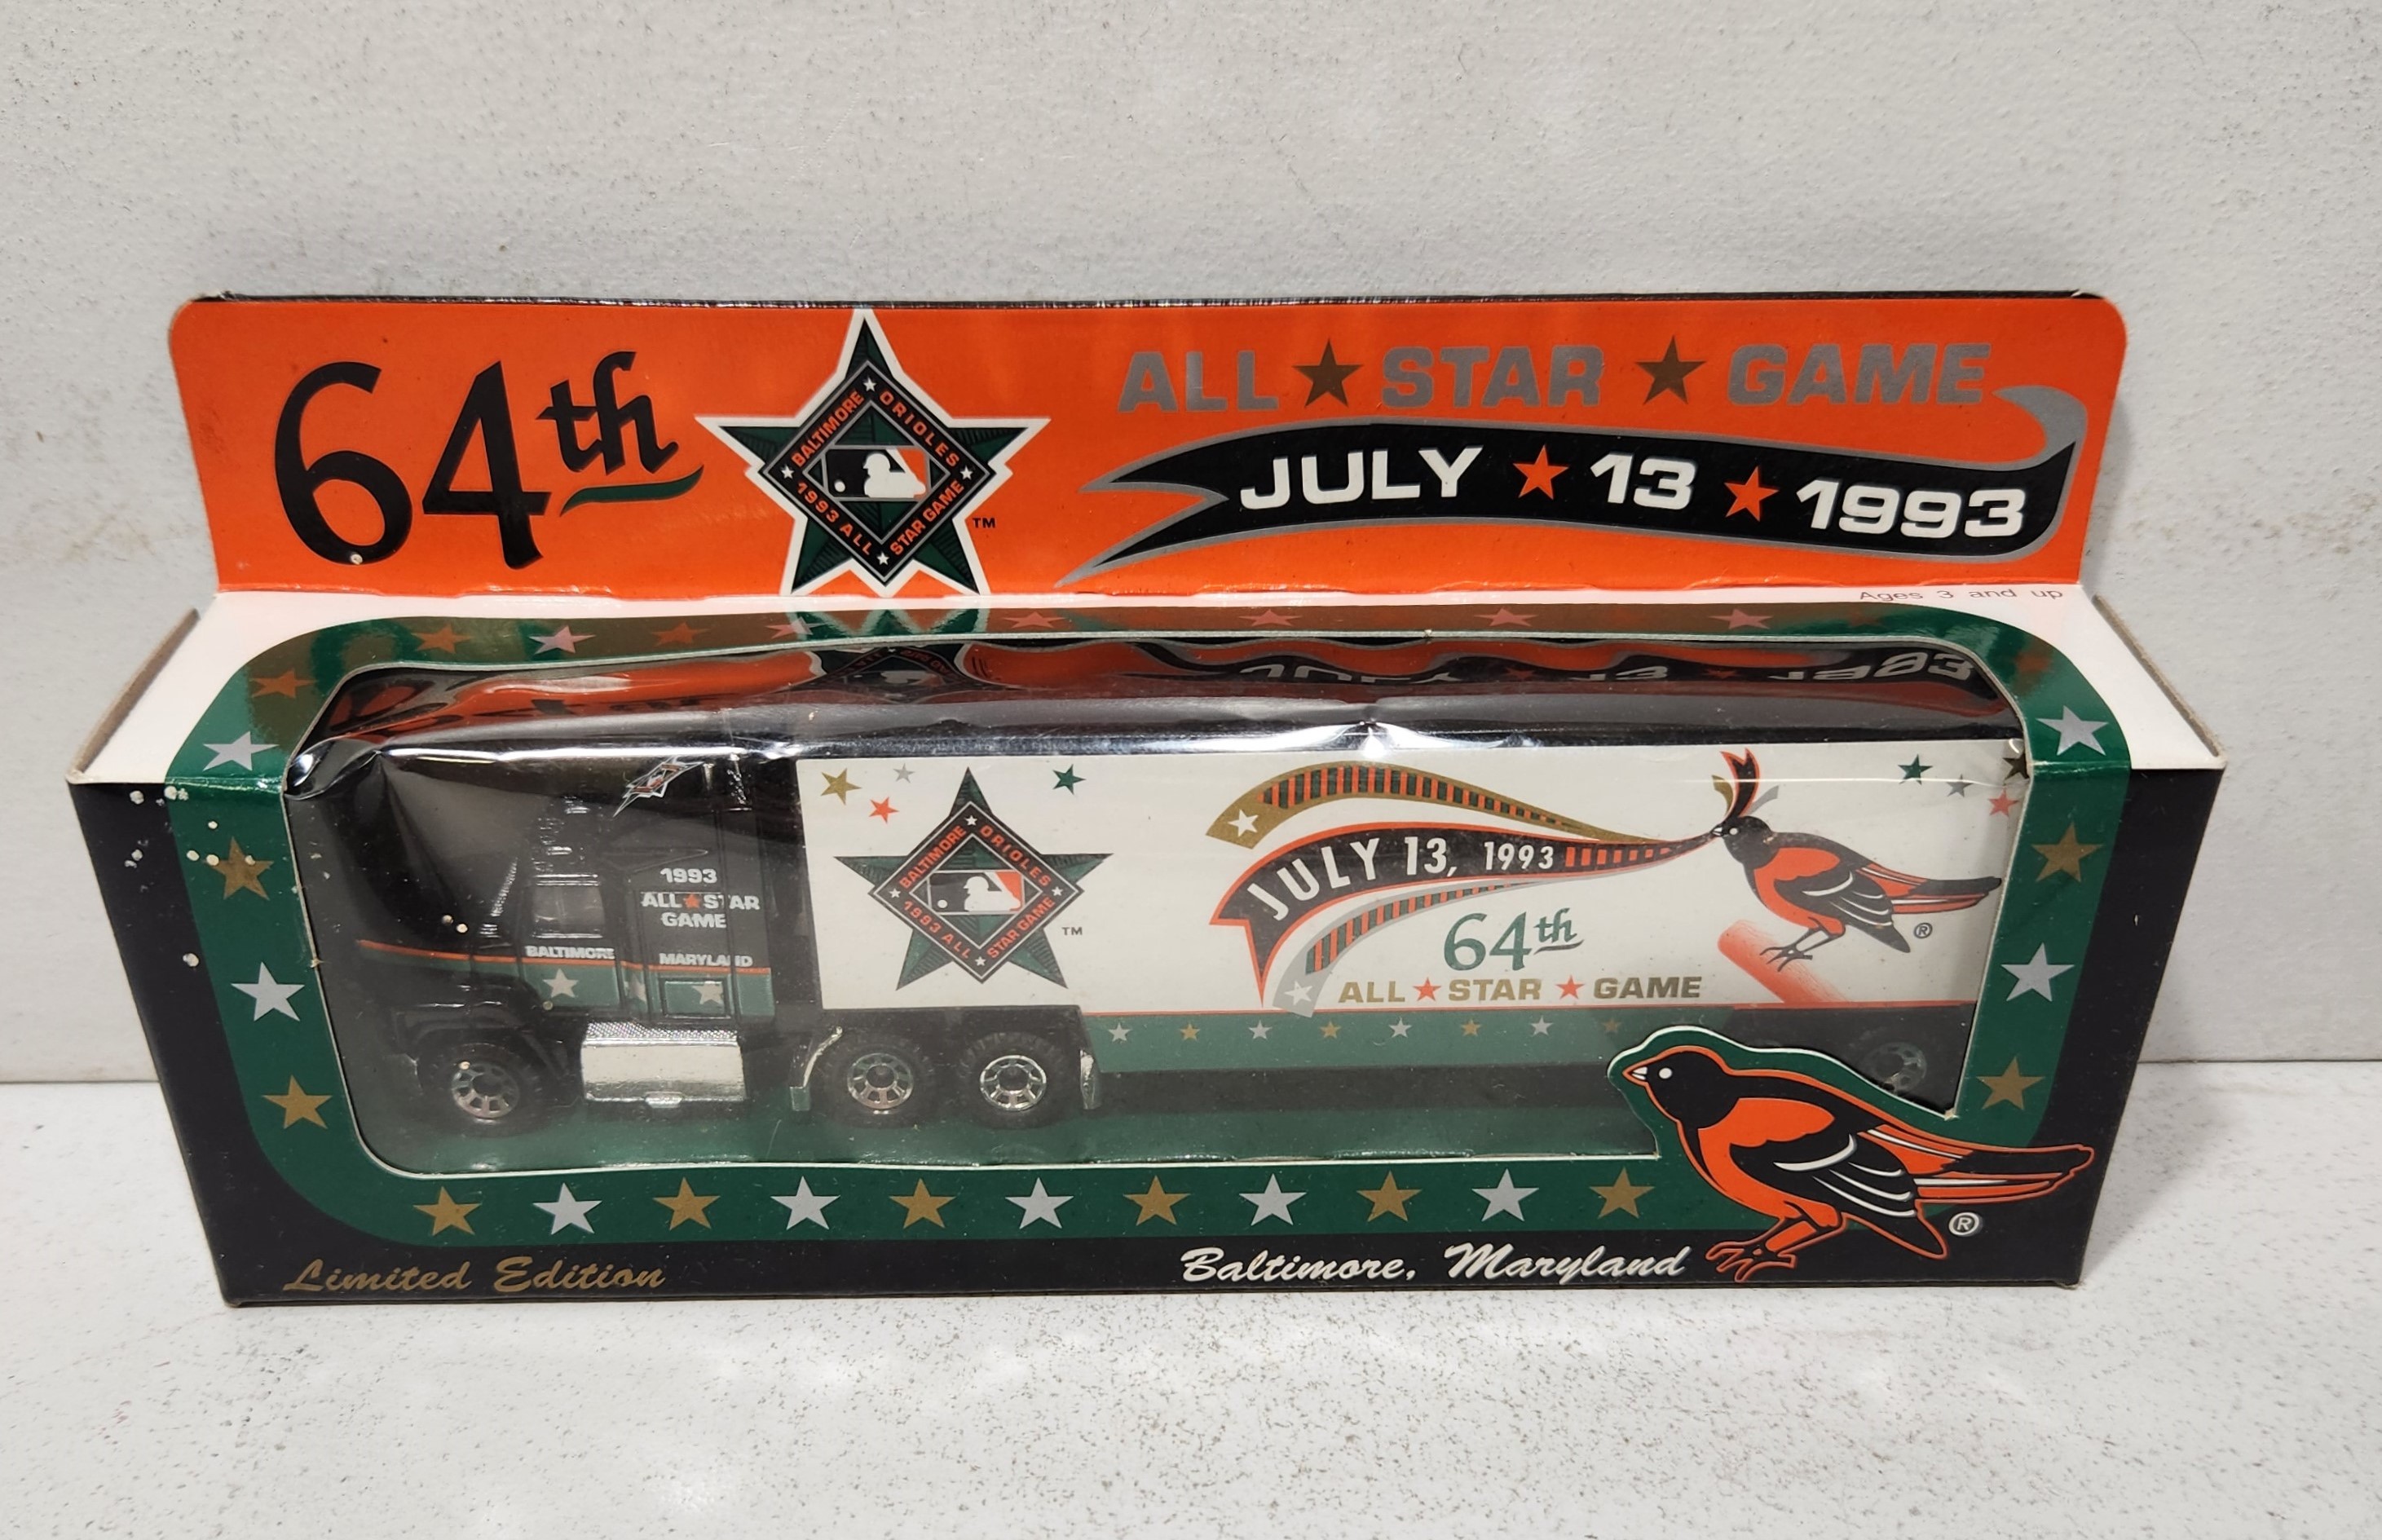 64th
BALTIMORE ORIOLES
1993 ALL STAR GAME
TM
ALL ★ STAR ★ GAME
JULY ★ 13 ★ 1993
Ages 3 and up
1993
ALL★STAR
GAME
BALTIMORE MARYLAND
BALTIMORE ORIOLES
1993 ALL STAR GAME
TM
JULY 13, 1993
64th
ALL ★ STAR ★ GAME
®
®
Limited Edition
Baltimore, Maryland